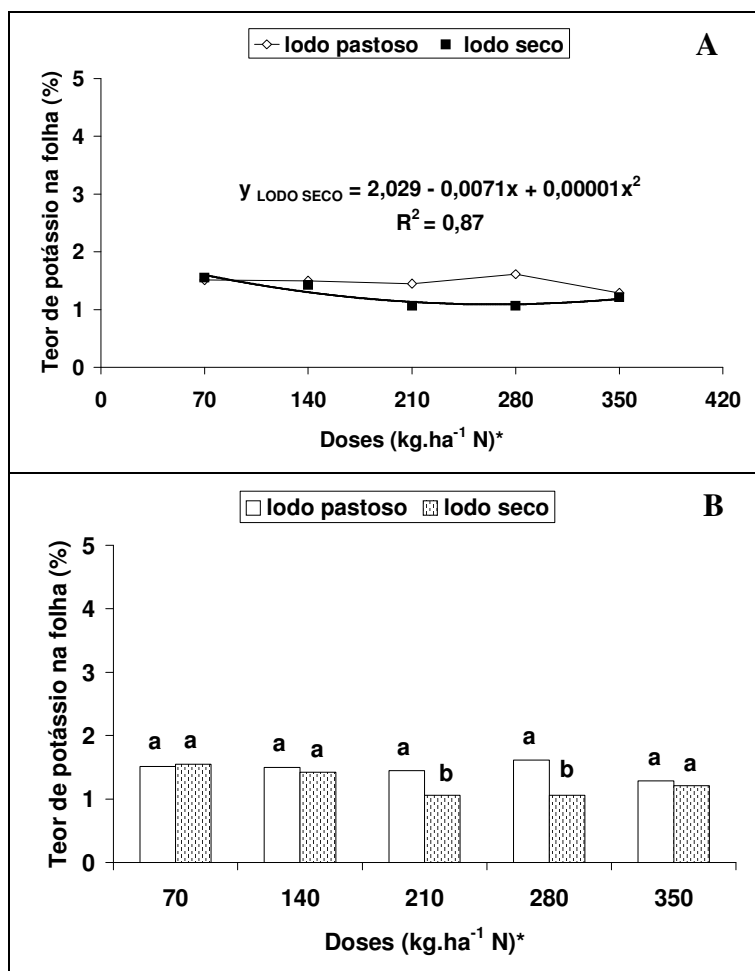 lodo pastoso lodo seco A
Teor de potássio na folha (%)
5
4
3
2
1
0
y LODO SECO = 2,029 - 0,0071x + 0,00001x²
R² = 0,87
0 70 140 210 280 350 420
Doses (kg.ha⁻¹ N)*
lodo pastoso lodo seco B
Teor de potássio na folha (%)
5
4
3
2
1
0
a a a a a b a b a a
70 140 210 280 350
Doses (kg.ha⁻¹ N)*